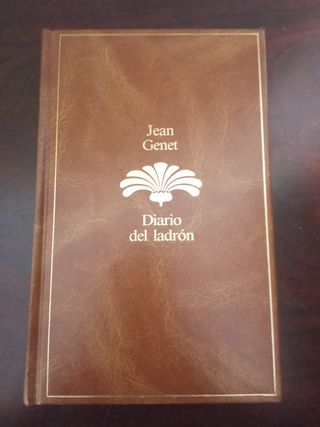 Jean
Genet
Diario
del ladrón